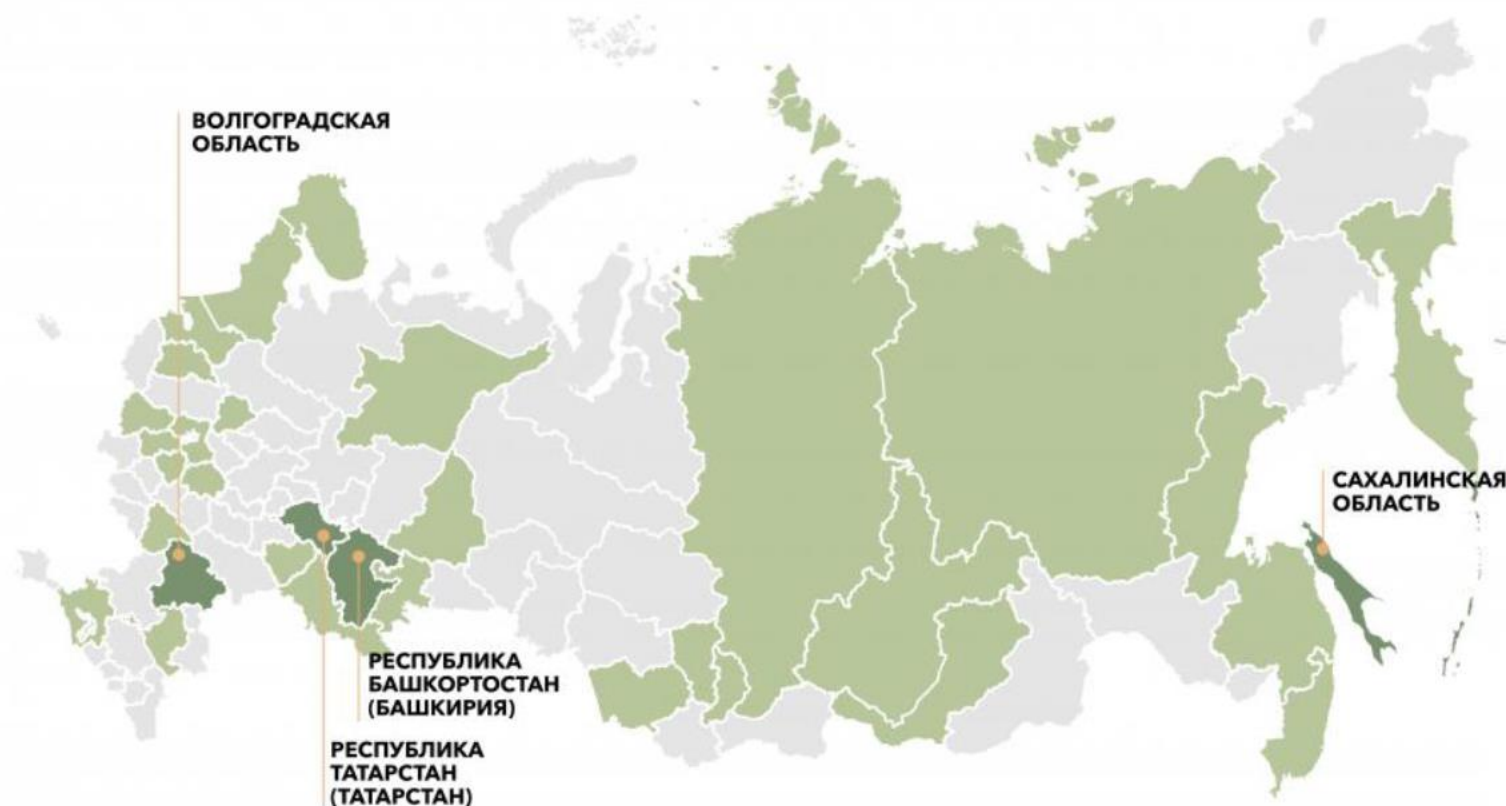 ВОЛГОГРАДСКАЯ
ОБЛАСТЬ
САХАЛИНСКАЯ
ОБЛАСТЬ
РЕСПУБЛИКА
БАШКОРТОСТАН
(БАШКИРИЯ)
РЕСПУБЛИКА
ТАТАРСТАН
(ТАТАРСТАН)